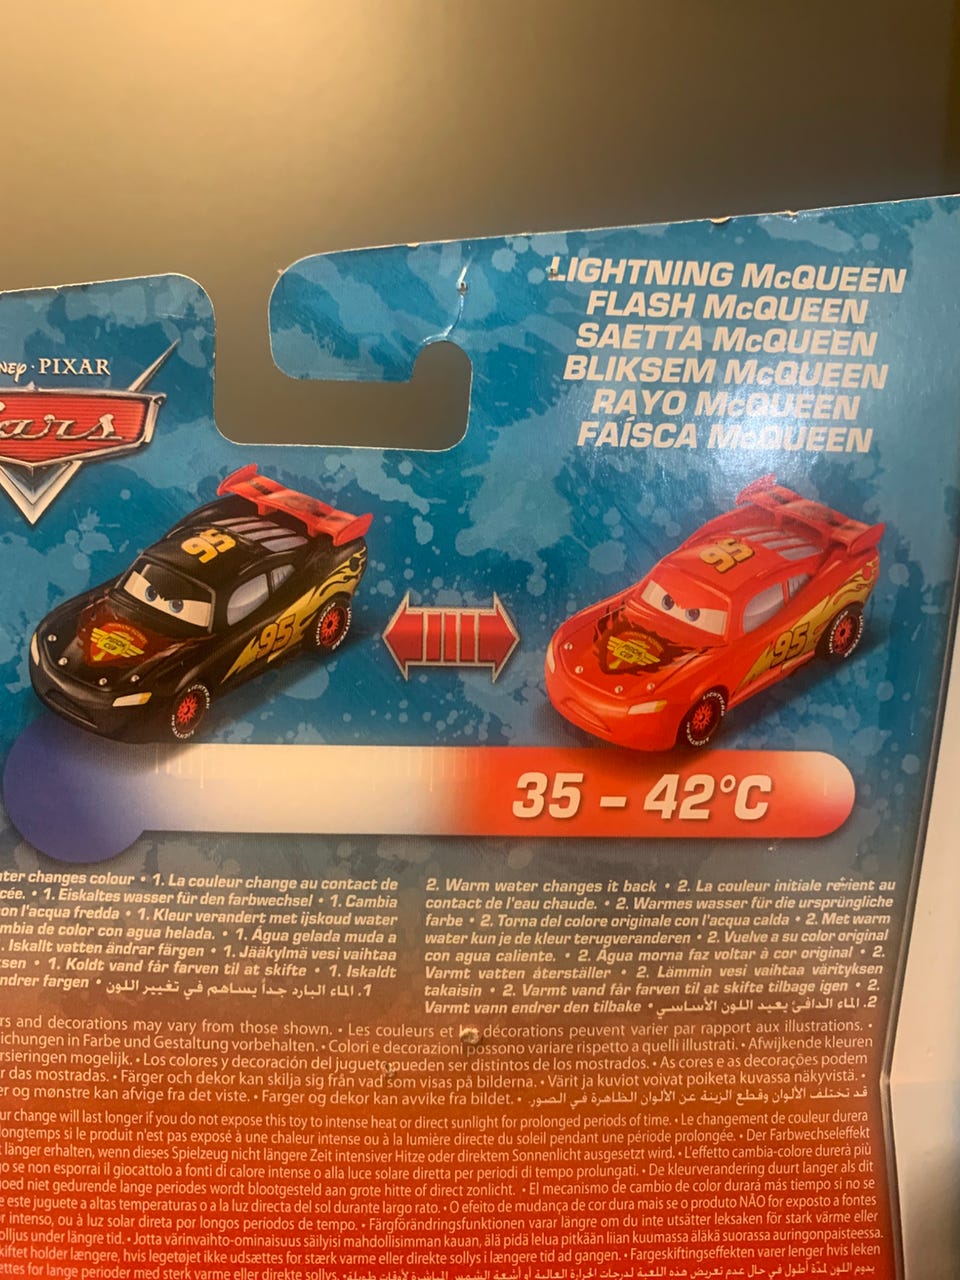 LIGHTNING McQUEEN
FLASH McQUEEN
SAETTA McQUEEN
BLIKSEM McQUEEN
RAYO McQUEEN
FAÍSCA McQUEEN
NEY · PIXAR
ars
95
95
95
95
35 – 42°C
ter changes colour • 1. La couleur change au contact de
cée. • 1. Eiskaltes wasser für den farbwechsel • 1. Cambia
on l'acqua fredda • 1. Kleur verandert met ijskoud water
mbia de color con agua helada. • 1. Água gelada muda a
. Iskallt vatten ändrar färgen • 1. Jääkylmä vesi vaihtaa
sen • 1. Koldt vand får farven til at skifte • 1. Iskaldt
ndrer fargen • 1. الماء البارد جداً يساهم في تغيير اللون.
2. Warm water changes it back • 2. La couleur initiale revient au
contact de l'eau chaude. • 2. Warmes wasser für die ursprüngliche
farbe • 2. Torna del colore originale con l'acqua calda • 2. Met warm
water kun je de kleur terugveranderen • 2. Vuelve a su color original
con agua caliente. • 2. Água morna faz voltar à cor original • 2.
Varmt vatten återställer • 2. Lämmin vesi vaihtaa värityksen
takaisin • 2. Varmt vand får farven til at skifte tilbage igen • 2.
Varmt vann endrer den tilbake • 2. الماء الدافئ يعيد اللون الأساسي.
rs and decorations may vary from those shown. • Les couleurs et les décorations peuvent varier par rapport aux illustrations. •
ichungen in Farbe und Gestaltung vorbehalten. • Colori e decorazioni possono variare rispetto a quelli illustrati. • Afwijkende kleuren
rsieringen mogelijk. • Los colores y decoración del juguete pueden ser distintos de los mostrados. • As cores e as decorações podem
r das mostradas. • Färger och dekor kan skilja sig från vad som visas på bilderna. • Värit ja kuviot voivat poiketa kuvassa näkyvistä. •
er og mønstre kan afvige fra det viste. • Farger og dekor kan avvike fra bildet. • قد تختلف الألوان وقطع الزينة عن الألوان الظاهرة في الصور.
ur change will last longer if you do not expose this toy to intense heat or direct sunlight for prolonged periods of time. • Le changement de couleur durera
longtemps si le produit n'est pas exposé à une chaleur intense ou à la lumière directe du soleil pendant une période prolongée. • Der Farbwechseleffekt
t länger erhalten, wenn dieses Spielzeug nicht längere Zeit intensiver Hitze oder direktem Sonnenlicht ausgesetzt wird. • L'effetto cambia-colore durerà più
o se non esporrai il giocattolo a fonti di calore intense o alla luce solare diretta per periodi di tempo prolungati. • De kleurverandering duurt langer als dit
oed niet gedurende lange periodes wordt blootgesteld aan grote hitte of direct zonlicht. • El mecanismo de cambio de color durará más tiempo si no se
e este juguete a altas temperaturas o a la luz directa del sol durante largo rato. • O efeito de mudança de cor dura mais se o produto NÃO for exposto a fontes
r intenso, ou à luz solar direta por longos períodos de tempo. • Färgförändringsfunktionen varar längre om du inte utsätter leksaken för stark värme eller
olljus under längre tid. • Jotta värinvaihto-ominaisuus säilyisi mahdollisimman kauan, älä pidä lelua pitkään liian kuumassa äläkä suorassa auringonpaisteessa.
kiftet holder længere, hvis legetøjet ikke udsættes for stærk varme eller direkte sollys i længere tid ad gangen. • Fargeskiftingseffekten varer lenger hvis leken
ettes for lange perioder med sterk varme eller direkte sollys.